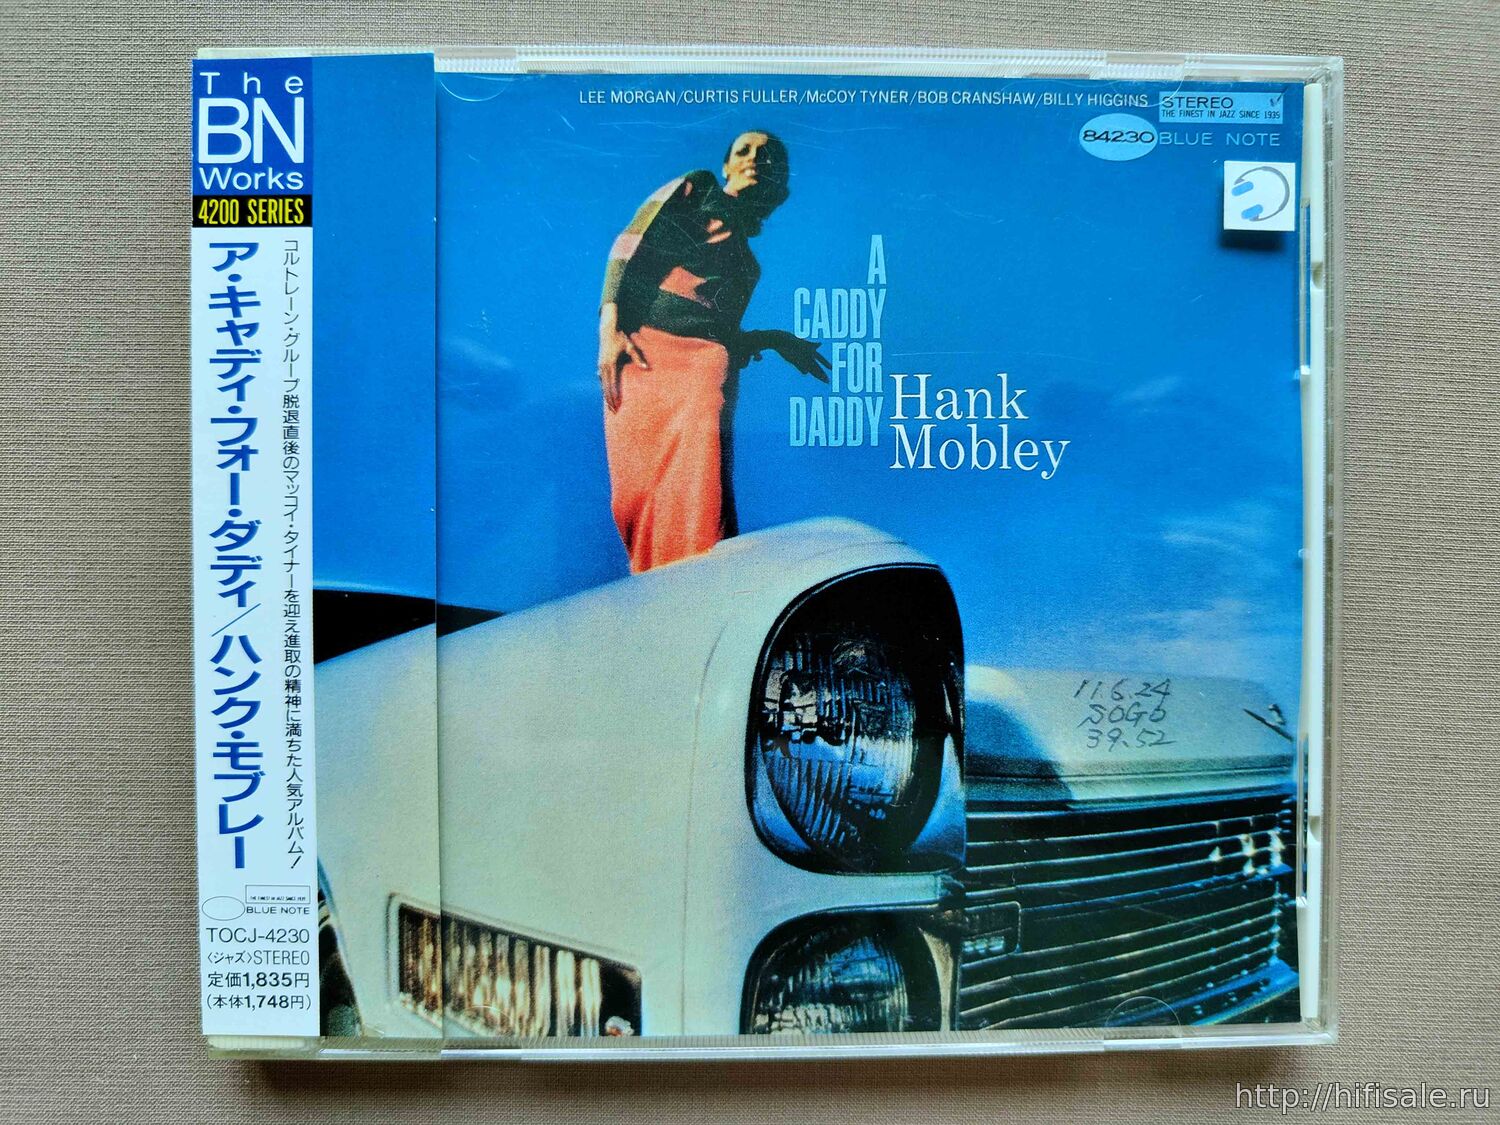 The
BN
Works
4200 SERIES
ア・キャディ・フォー・ダディ/ハンク・モブレー
コルトレーン・グループ脱退直後のマッコイ・タイナーを迎え進取の精神に満ちた人気アルバム!
THE FINEST IN JAZZ SINCE 1939
BLUE NOTE
TOCJ-4230
〈ジャズ〉STEREO
定価1,835円
(本体1,748円)
LEE MORGAN/CURTIS FULLER/McCOY TYNER/BOB CRANSHAW/BILLY HIGGINS
STEREO
THE FINEST IN JAZZ SINCE 1939
84230 BLUE NOTE
A
CADDY
FOR
DADDY
Hank
Mobley
11.6.24
SOGO
39.52
http://hifisale.ru